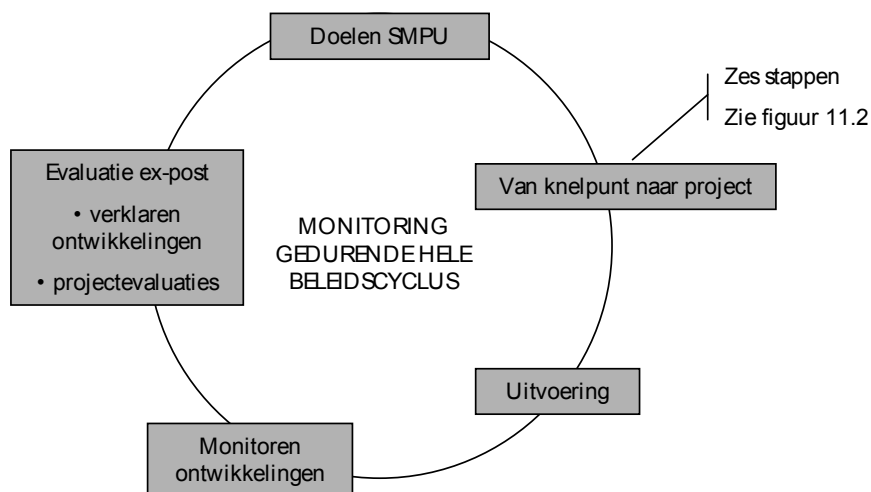 Doelen SMPU
Zes stappen
Zie figuur 11.2
Van knelpunt naar project
Evaluatie ex-post
• verklaren
ontwikkelingen
• projectevaluaties
MONITORING
GEDURENDE HELE
BELEIDSCYCLUS
Uitvoering
Monitoren
ontwikkelingen